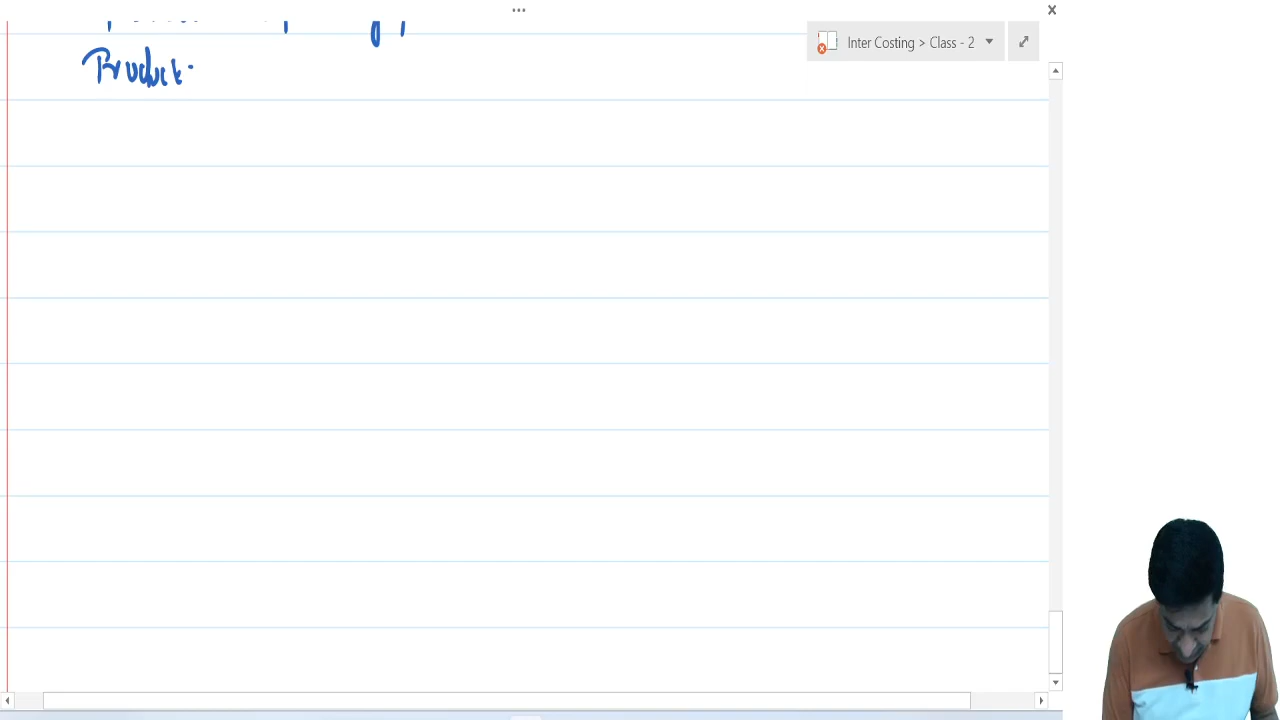 Inter Costing > Class - 2
Product.